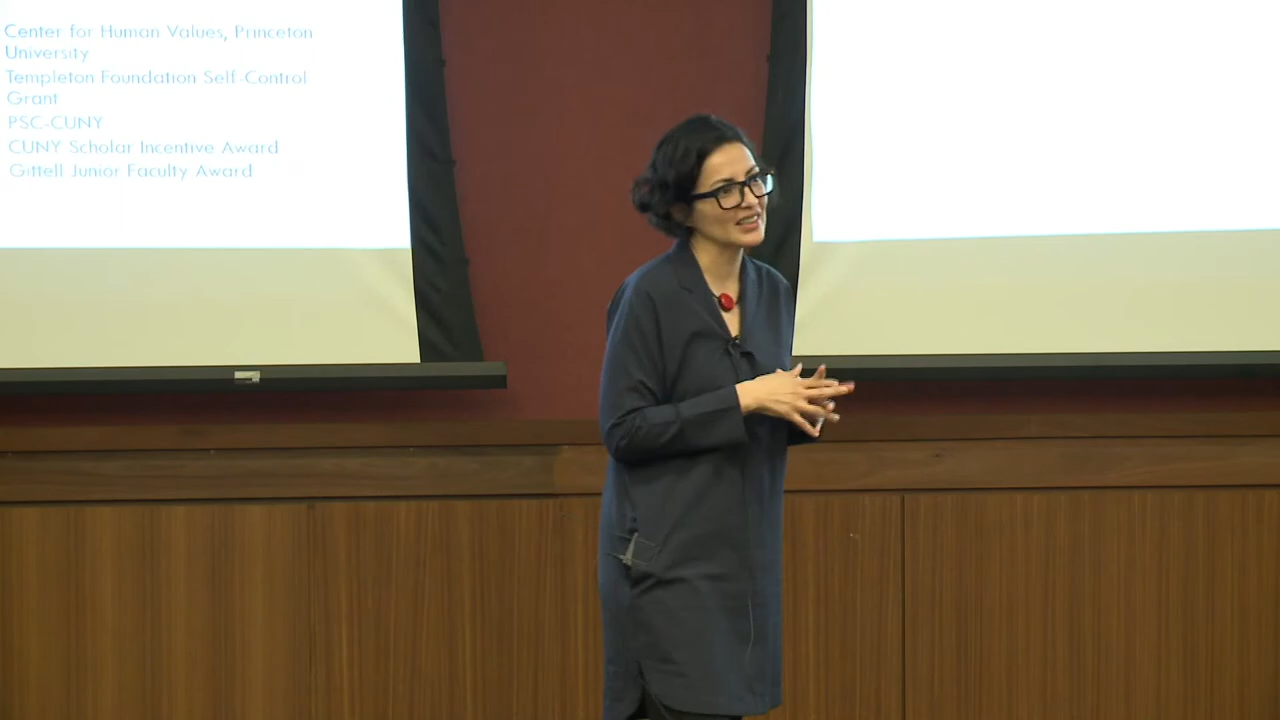 Center for Human Values, Princeton
University
Templeton Foundation Self-Control
Grant
PSC-CUNY
CUNY Scholar Incentive Award
Gittell Junior Faculty Award